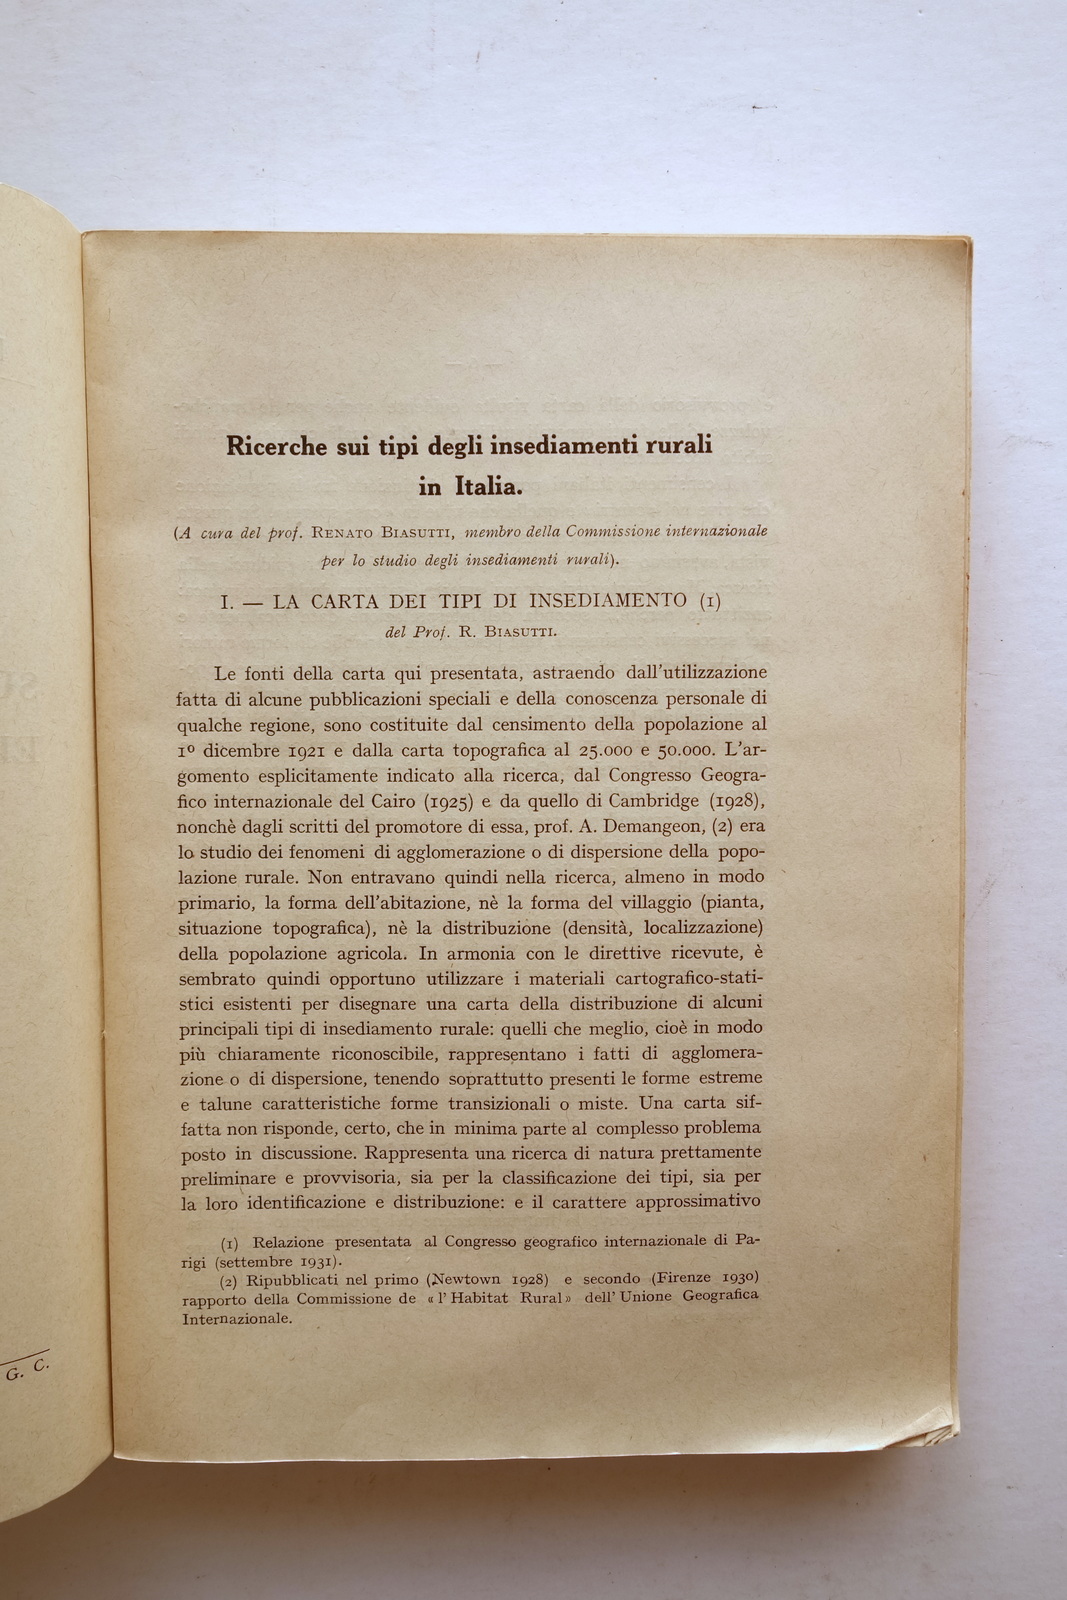 Ricerche sui tipi degli insediamenti rurali
in Italia.
(A cura del prof. RENATO BIASUTTI, membro della Commissione internazionale
per lo studio degli insediamenti rurali).
I. — LA CARTA DEI TIPI DI INSEDIAMENTO (1)
del Prof. R. BIASUTTI.
Le fonti della carta qui presentata, astraendo dall'utilizzazione
fatta di alcune pubblicazioni speciali e della conoscenza personale di
qualche regione, sono costituite dal censimento della popolazione al
1º dicembre 1921 e dalla carta topografica al 25.000 e 50.000. L'ar-
gomento esplicitamente indicato alla ricerca, dal Congresso Geogra-
fico internazionale del Cairo (1925) e da quello di Cambridge (1928),
nonchè dagli scritti del promotore di essa, prof. A. Demangeon, (2) era
lo studio dei fenomeni di agglomerazione o di dispersione della popo-
lazione rurale. Non entravano quindi nella ricerca, almeno in modo
primario, la forma dell'abitazione, nè la forma del villaggio (pianta,
situazione topografica), nè la distribuzione (densità, localizzazione)
della popolazione agricola. In armonia con le direttive ricevute, è
sembrato quindi opportuno utilizzare i materiali cartografico-stati-
stici esistenti per disegnare una carta della distribuzione di alcuni
principali tipi di insediamento rurale: quelli che meglio, cioè in modo
più chiaramente riconoscibile, rappresentano i fatti di agglomera-
zione o di dispersione, tenendo soprattutto presenti le forme estreme
e talune caratteristiche forme transizionali o miste. Una carta sif-
fatta non risponde, certo, che in minima parte al complesso problema
posto in discussione. Rappresenta una ricerca di natura prettamente
preliminare e provvisoria, sia per la classificazione dei tipi, sia per
la loro identificazione e distribuzione: e il carattere approssimativo
(1) Relazione presentata al Congresso geografico internazionale di Pa-
rigi (settembre 1931).
(2) Ripubblicati nel primo (Newtown 1928) e secondo (Firenze 1930)
rapporto della Commissione de « l' Habitat Rural » dell' Unione Geografica
Internazionale.
G. C.